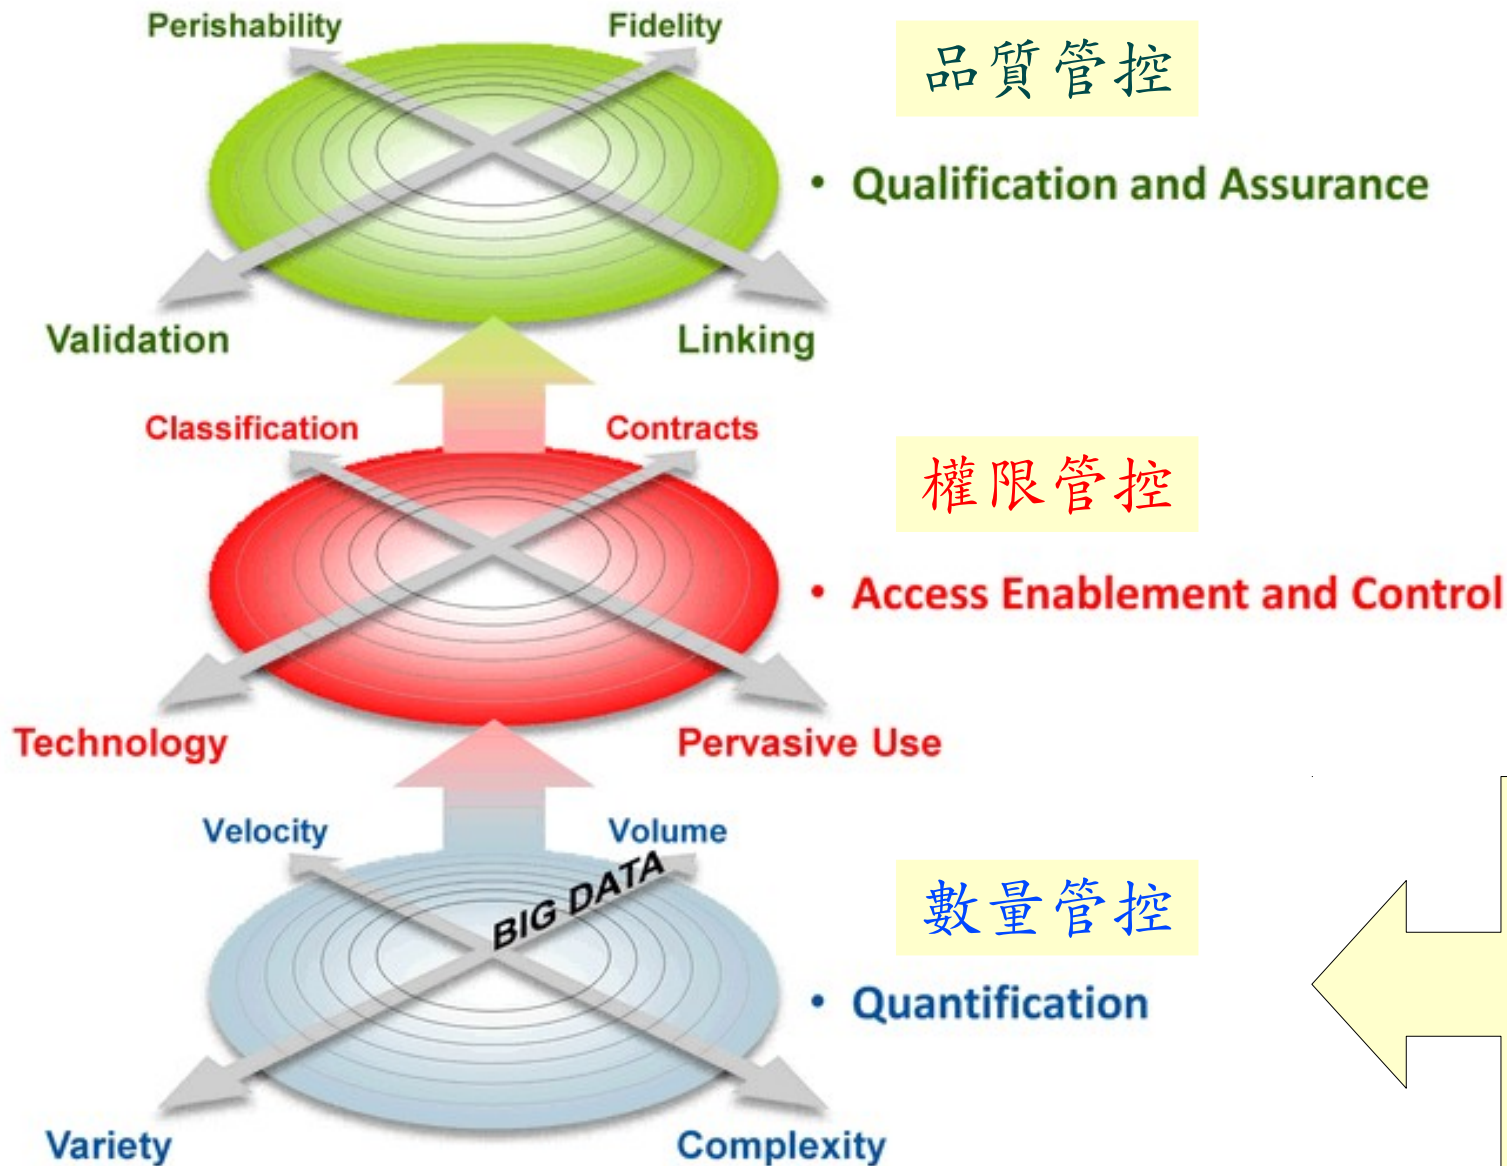 Perishability
Fidelity
品質管控
• Qualification and Assurance
Validation
Linking
Classification
Contracts
權限管控
• Access Enablement and Control
Technology
Pervasive Use
Velocity
Volume
BIG DATA
數量管控
• Quantification
Variety
Complexity